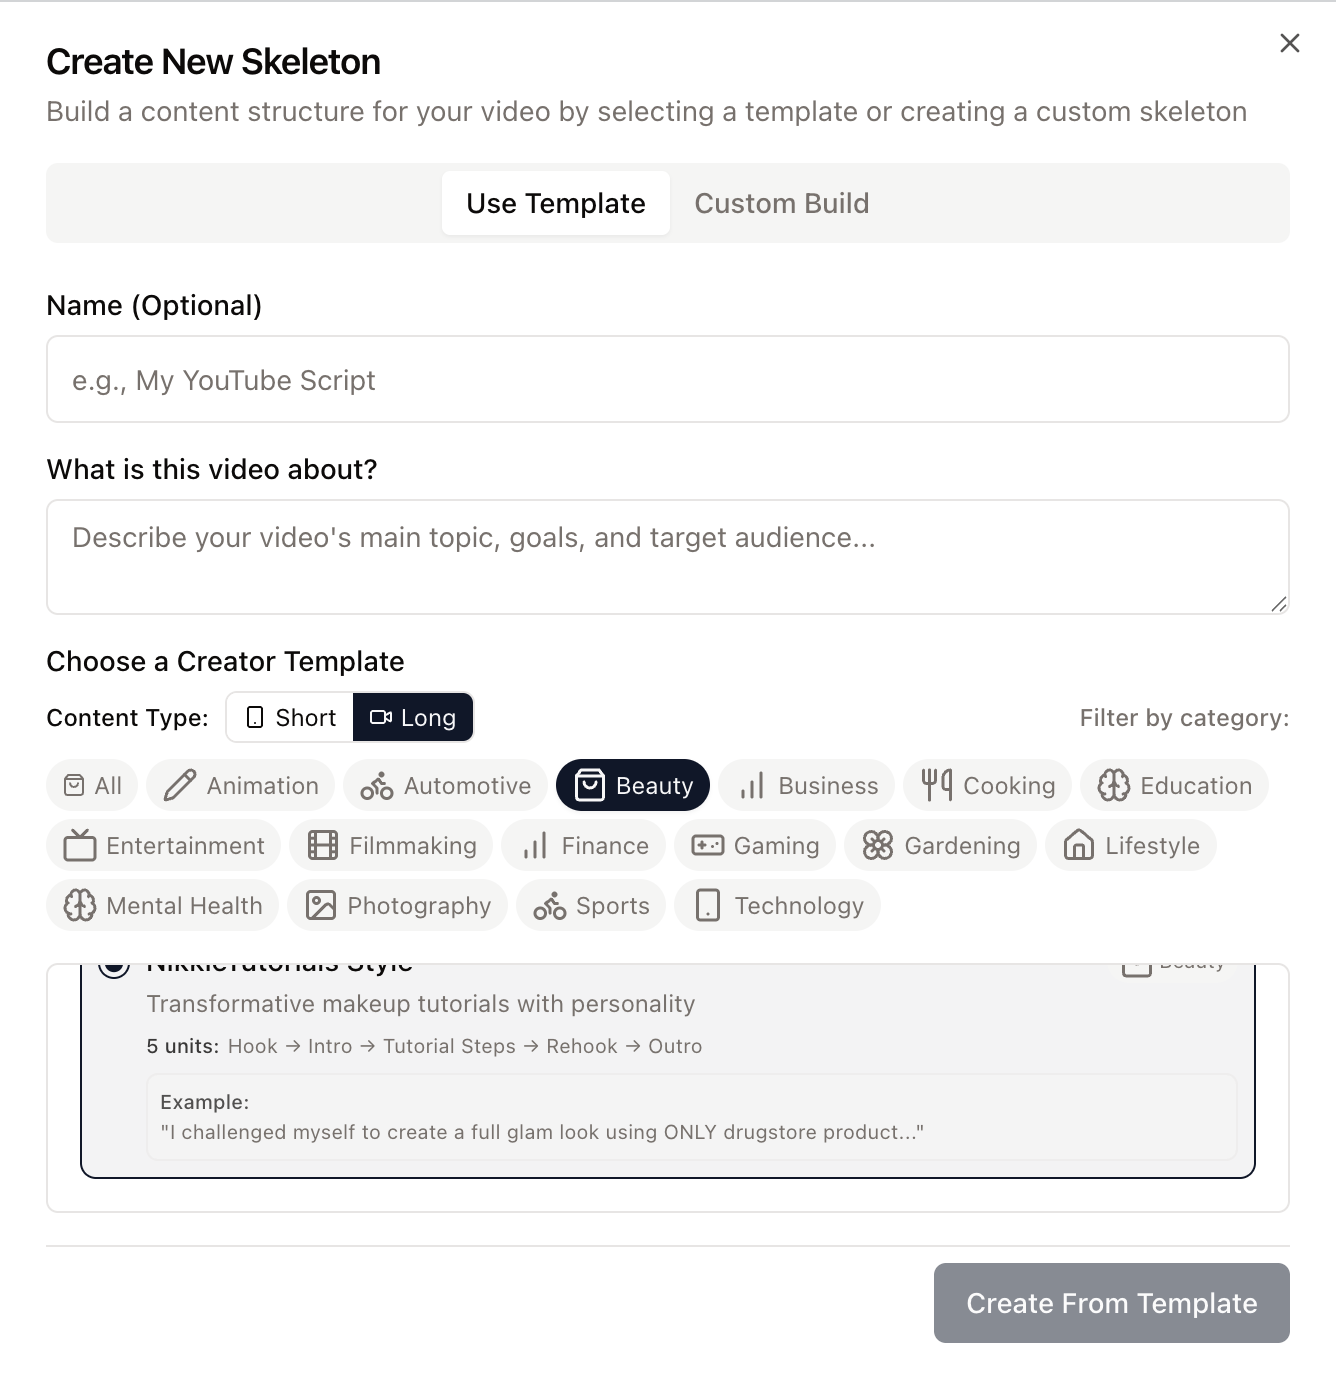 Create New Skeleton
Build a content structure for your video by selecting a template or creating a custom skeleton
Use Template Custom Build
Name (Optional)
e.g., My YouTube Script
What is this video about?
Describe your video's main topic, goals, and target audience...
Choose a Creator Template
Content Type: Short Long Filter by category:
All Animation Automotive Beauty Business Cooking Education
Entertainment Filmmaking Finance Gaming Gardening Lifestyle
Mental Health Photography Sports Technology
NikkieTutorials Style Beauty
Transformative makeup tutorials with personality
5 units: Hook → Intro → Tutorial Steps → Rehook → Outro
Example:
"I challenged myself to create a full glam look using ONLY drugstore product..."
Create From Template